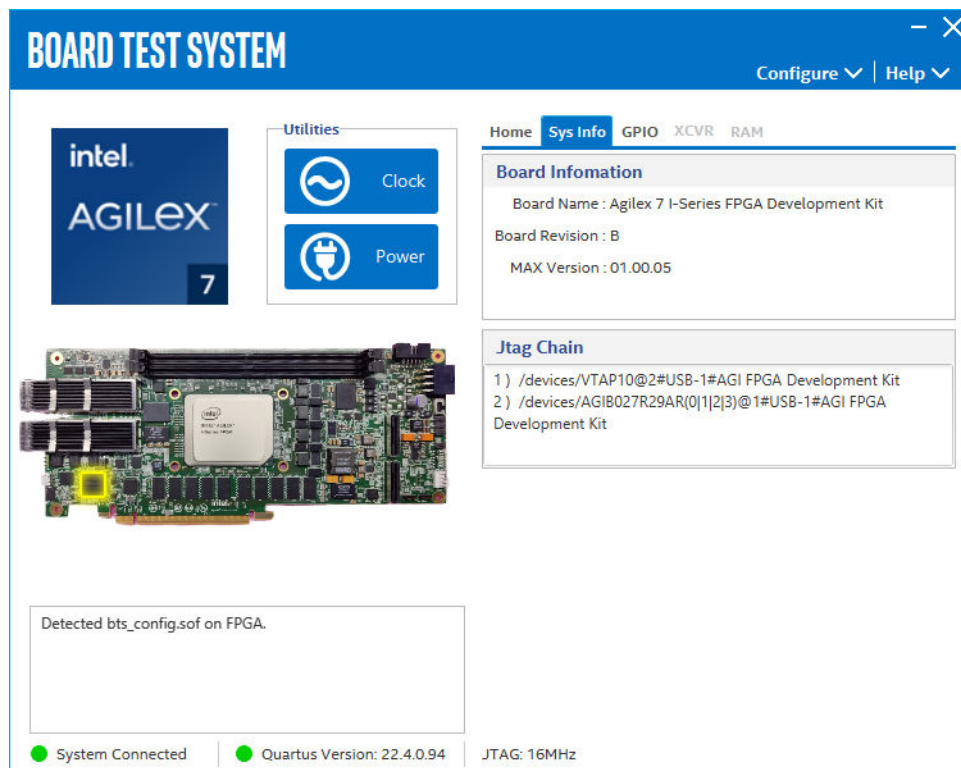 BOARD TEST SYSTEM
Configure
Help
intel.
AGILEX
7
Utilities
Clock
Power
Home Sys Info GPIO XCVR RAM
Board Infomation
Board Name : Agilex 7 I-Series FPGA Development Kit
Board Revision : B
MAX Version : 01.00.05
Jtag Chain
1 ) /devices/VTAP10@2#USB-1#AGI FPGA Development Kit
2 ) /devices/AGIB027R29AR(0|1|2|3)@1#USB-1#AGI FPGA
Development Kit
intel
Detected bts_config.sof on FPGA.
System Connected
Quartus Version: 22.4.0.94
JTAG: 16MHz